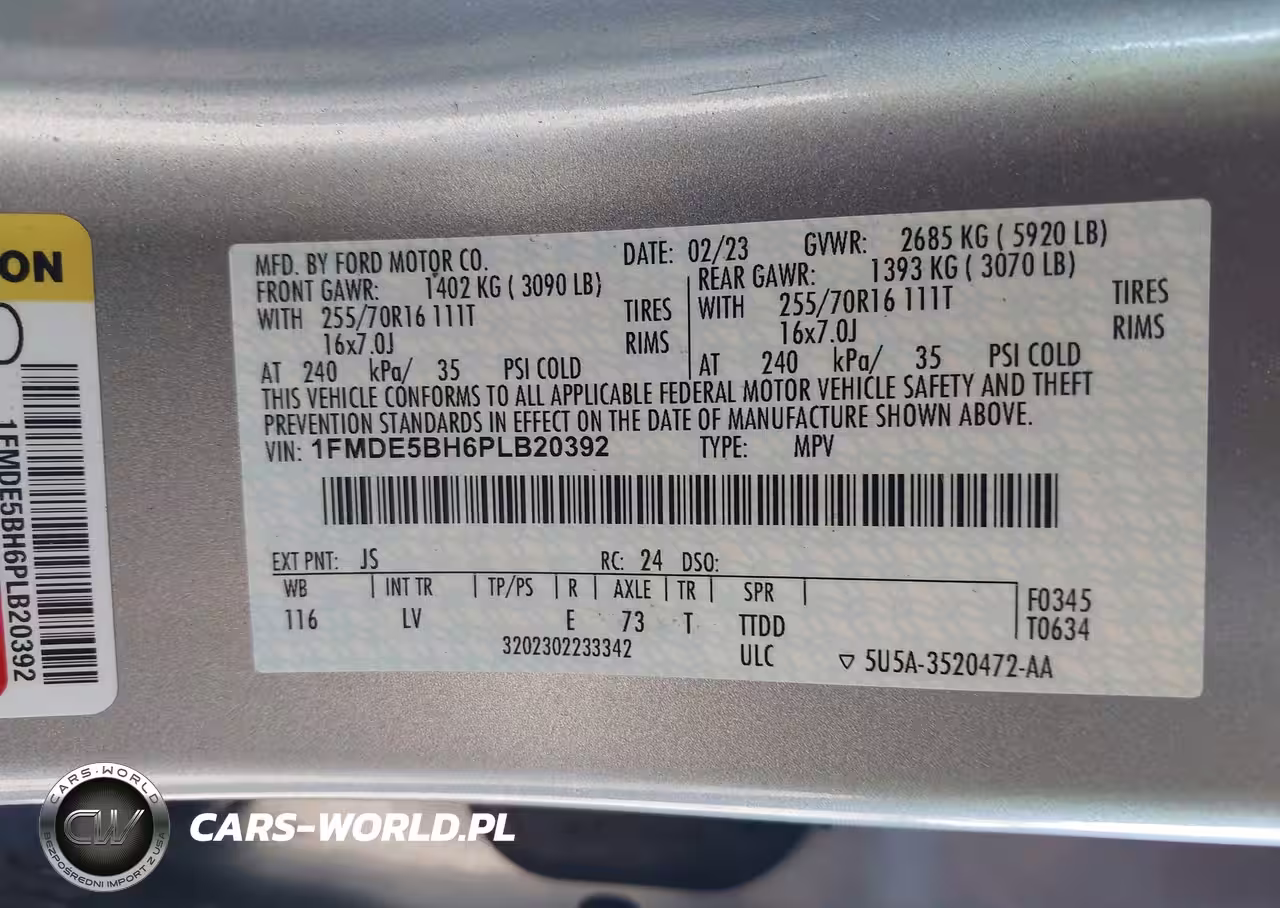 MFD. BY FORD MOTOR CO. DATE: 02/23 GVWR: 2685 KG ( 5920 LB)
FRONT GAWR: 1402 KG ( 3090 LB) REAR GAWR: 1393 KG ( 3070 LB)
WITH 255/70R16 111T TIRES WITH 255/70R16 111T TIRES
16x7.0J RIMS 16x7.0J RIMS
AT 240 kPa/ 35 PSI COLD AT 240 kPa/ 35 PSI COLD
THIS VEHICLE CONFORMS TO ALL APPLICABLE FEDERAL MOTOR VEHICLE SAFETY AND THEFT
PREVENTION STANDARDS IN EFFECT ON THE DATE OF MANUFACTURE SHOWN ABOVE.
VIN: 1FMDE5BH6PLB20392 TYPE: MPV
EXT PNT: JS RC: 24 DSO:
WB INT TR TP/PS R AXLE TR SPR F0345
116 LV E 73 T TTDD T0634
3202302233342 ULC ▽ 5U5A-3520472-AA
ON
1FMDE5BH6PLB20392
CARS-WORLD
CW
BEZPOŚREDNI IMPORT Z USA
CARS-WORLD.PL